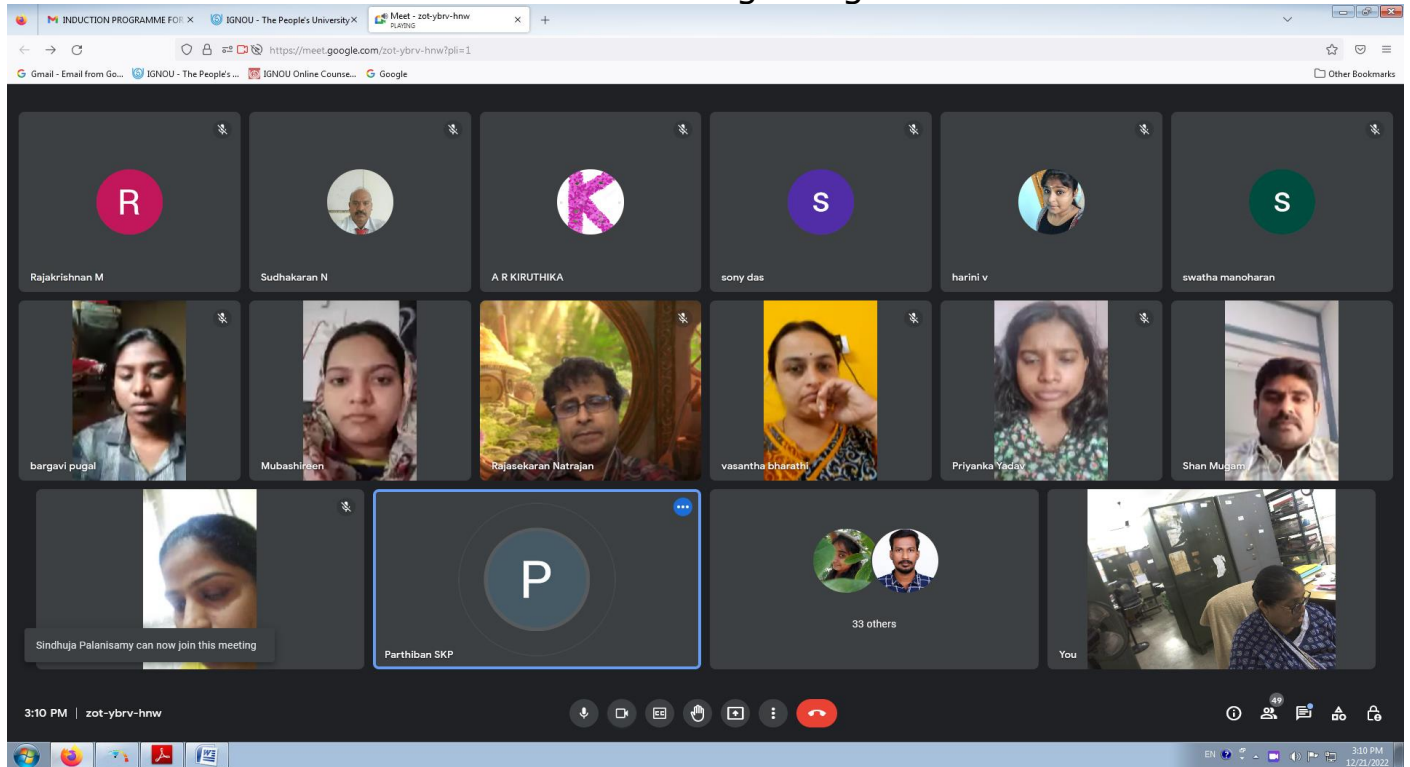 INDUCTION PROGRAMME FOR
IGNOU - The People's University
Meet - zot-ybrv-hnw
PLAYING
https://meet.google.com/zot-ybrv-hnw?pli=1
Gmail - Email from Go...
IGNOU - The People's ...
IGNOU Online Counse...
Google
Other Bookmarks
R
K
S
S
Rajakrishnan M
Sudhakaran N
A R KIRUTHIKA
sony das
harini v
swatha manoharan
bargavi pugal
Mubashireen
Rajasekaran Natrajan
vasantha bharathi
Priyanka Yadav
Shan Mugam
P
33 others
Sindhuja Palanisamy can now join this meeting
Parthiban SKP
You
3:10 PM | zot-ybrv-hnw
CC
49
EN
3:10 PM
12/21/2022